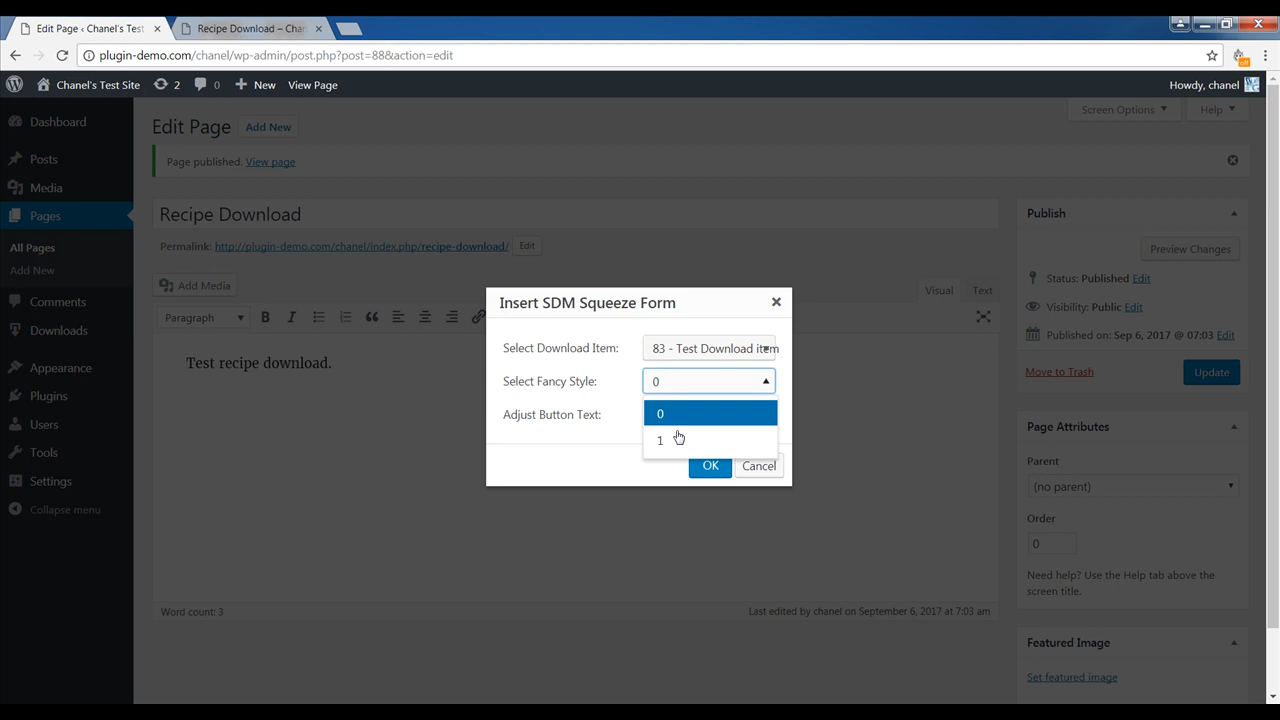 Edit Page ‹ Chanel's Test
Recipe Download – Chan
plugin-demo.com/chanel/wp-admin/post.php?post=88&action=edit
off
Chanel's Test Site
2
0
New
View Page
Howdy, chanel
Dashboard
Posts
Media
Pages
All Pages
Add New
Comments
Downloads
Appearance
Plugins
Users
Tools
Settings
Collapse menu
Screen Options
Help
Edit Page
Add New
Page published. View page
Recipe Download
Permalink: http://plugin-demo.com/chanel/index.php/recipe-download/ Edit
Add Media
Visual
Text
Paragraph
B
I
Test recipe download.
Word count: 3
Last edited by chanel on September 6, 2017 at 7:03 am
Insert SDM Squeeze Form
Select Download Item:
83 - Test Download item
Select Fancy Style:
0
0
1
Adjust Button Text:
OK
Cancel
Publish
Preview Changes
Status: Published Edit
Visibility: Public Edit
Published on: Sep 6, 2017 @ 07:03 Edit
Move to Trash
Update
Page Attributes
Parent
(no parent)
Order
0
Need help? Use the Help tab above the
screen title.
Featured Image
Set featured image